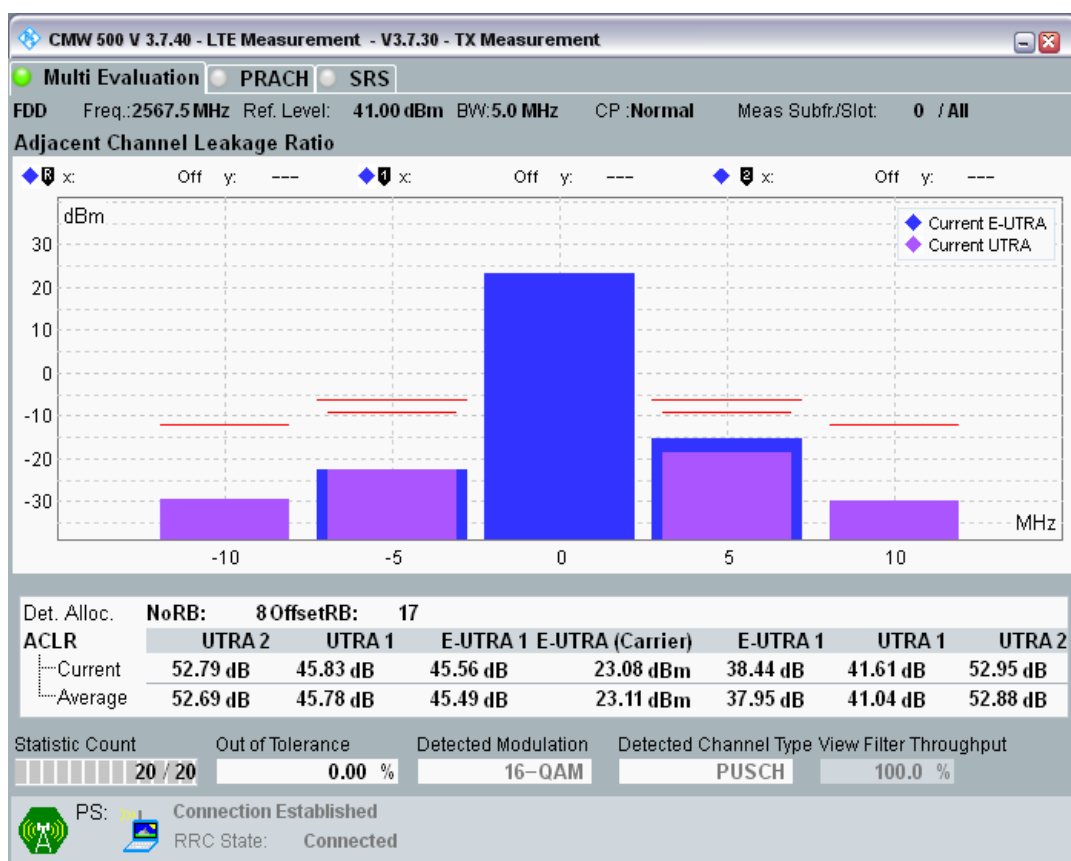 CMW 500 V 3.7.40 - LTE Measurement - V3.7.30 - TX Measurement
Multi Evaluation PRACH SRS
FDD Freq.:2567.5 MHz Ref. Level: 41.00 dBm BW:5.0 MHz CP :Normal Meas Subfr./Slot: 0 / All
Adjacent Channel Leakage Ratio
R x: Off y: --- 1 x: Off y: --- 2 x: Off y: ---
dBm
Current E-UTRA
Current UTRA
30
20
10
0
-10
-20
-30
MHz
-10 -5 0 5 10
Det. Alloc. NoRB: 8 OffsetRB: 17
ACLR UTRA 2 UTRA 1 E-UTRA 1 E-UTRA (Carrier) E-UTRA 1 UTRA 1 UTRA 2
Current 52.79 dB 45.83 dB 45.56 dB 23.08 dBm 38.44 dB 41.61 dB 52.95 dB
Average 52.69 dB 45.78 dB 45.49 dB 23.11 dBm 37.95 dB 41.04 dB 52.88 dB
Statistic Count Out of Tolerance Detected Modulation Detected Channel Type View Filter Throughput
20 / 20 0.00 % 16-QAM PUSCH 100.0 %
PS: Connection Established
RRC State: Connected